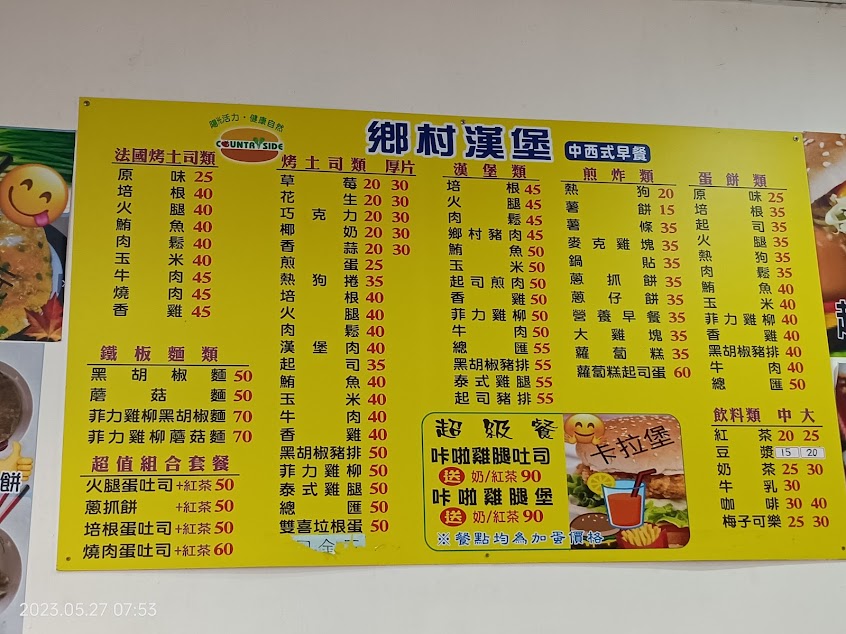 陽光活力・健康自然
COUNTRYSIDE
鄉村漢堡 中西式早餐
法國烤土司類
原味 25
培根 40
火腿 40
鮪魚 40
肉鬆 40
玉米 40
牛肉 45
燒肉 45
香雞 45
鐵板麵類
黑胡椒麵 50
蘑菇麵 50
菲力雞柳黑胡椒麵 70
菲力雞柳蘑菇麵 70
超值組合套餐
火腿蛋吐司+紅茶 50
蔥抓餅+紅茶 50
培根蛋吐司+紅茶 50
燒肉蛋吐司+紅茶 60
烤土司類 厚片
草莓 20 30
花生 20 30
巧克力 20 30
椰奶 20 30
香蒜 20 30
煎蛋 25
熱狗捲 35
培根 40
火腿 40
肉鬆 40
漢堡肉 40
起司 35
鮪魚 40
玉米 40
牛肉 40
香雞 40
黑胡椒豬排 50
菲力雞柳 50
泰式雞腿 50
總匯 50
雙喜垃根蛋 50
漢堡類
培根 45
火腿 45
肉鬆 45
鄉村豬肉 45
鮪魚 50
玉米 50
起司煎肉 50
香雞 50
菲力雞柳 50
牛肉 50
總匯 55
黑胡椒豬排 55
泰式雞腿 55
起司豬排 55
煎炸類
熱狗 20
薯餅 15
薯條 35
麥克雞塊 35
鍋貼 35
蔥抓餅 35
蔥仔餅 35
營養早餐 35
大雞塊 35
蘿蔔糕 35
蘿蔔糕起司蛋 60
超級餐
咔啦雞腿吐司
送 奶/紅茶 90
咔啦雞腿堡
送 奶/紅茶 90
※餐點均為加蛋價格
卡拉堡
蛋餅類
原味 25
培根 35
起司 35
火腿 35
熱狗 35
肉鬆 35
鮪魚 40
玉米 40
菲力雞柳 40
香雞 40
黑胡椒豬排 40
牛肉 40
總匯 50
飲料類 中 大
紅茶 20 25
豆漿 15 20
奶茶 25 30
牛乳 30
咖啡 30 40
梅子可樂 25 30
餅
2023.05.27 07:53